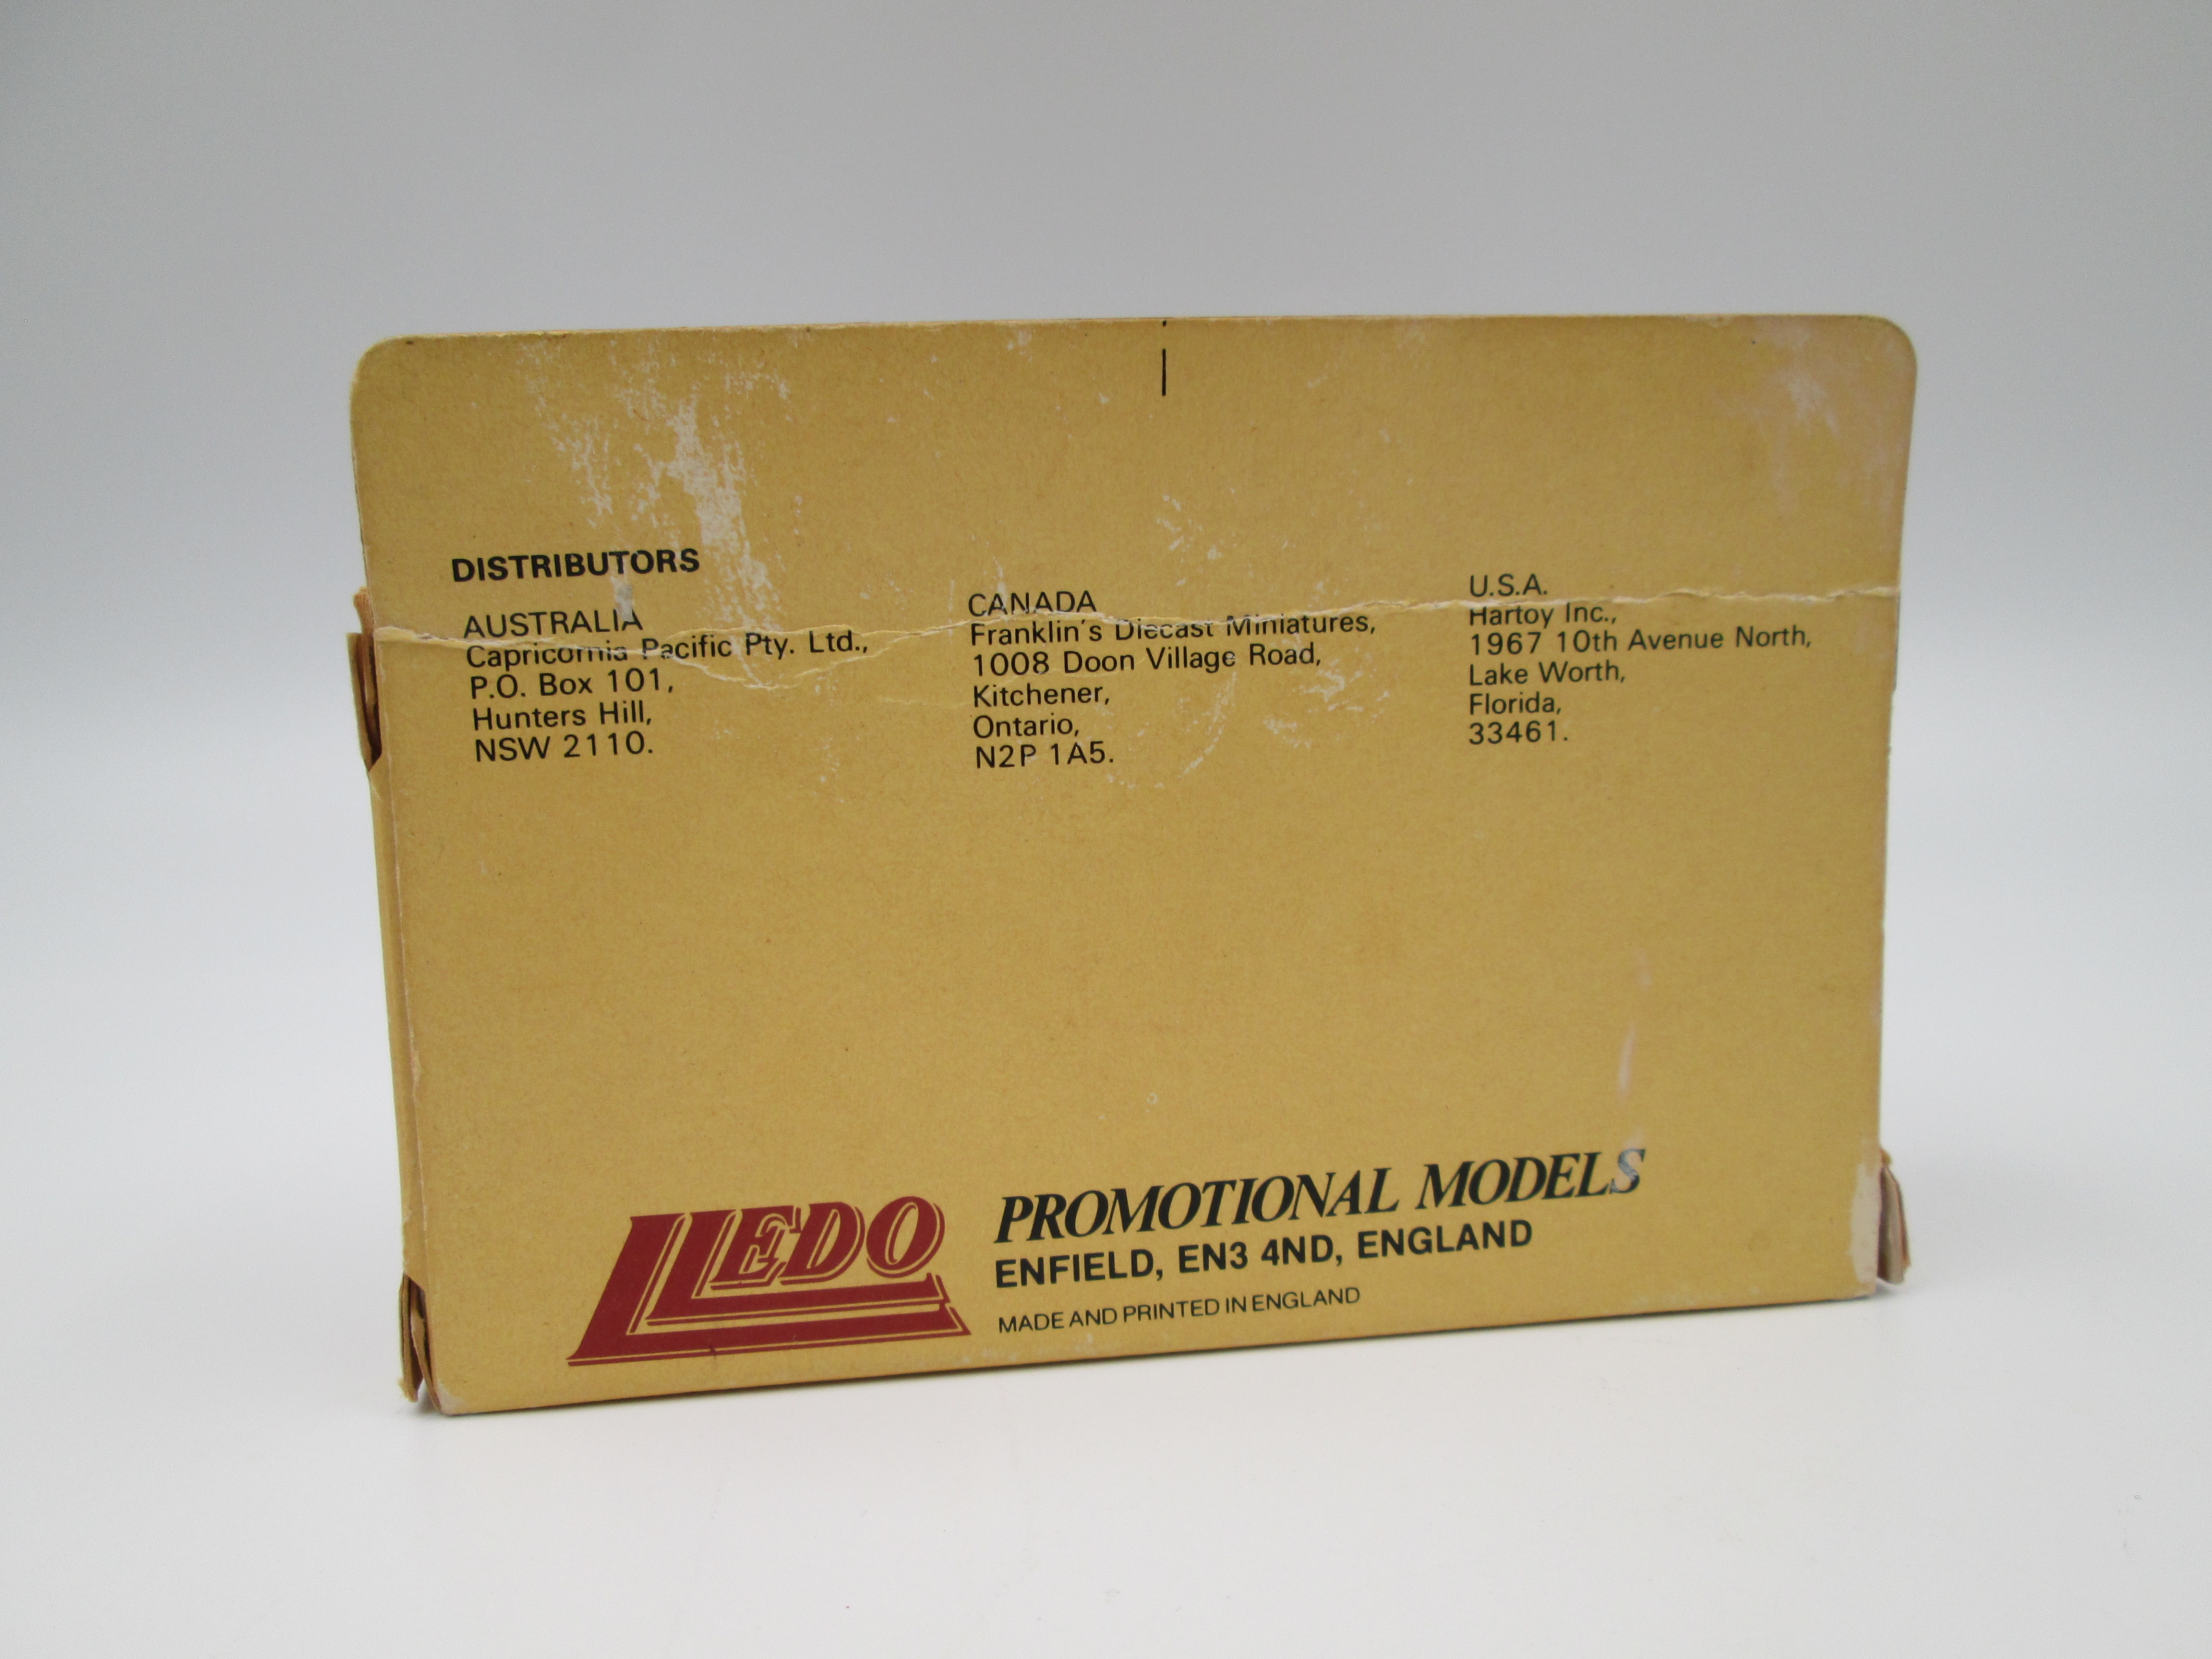 DISTRIBUTORS
AUSTRALIA
Capricornia Pacific Pty. Ltd.,
P.O. Box 101,
Hunters Hill,
NSW 2110.
CANADA
Franklin's Diecast Miniatures,
1008 Doon Village Road,
Kitchener,
Ontario,
N2P 1A5.
U.S.A.
Hartoy Inc.,
1967 10th Avenue North,
Lake Worth,
Florida,
33461.
LLEDO
PROMOTIONAL MODELS
ENFIELD, EN3 4ND, ENGLAND
MADE AND PRINTED IN ENGLAND